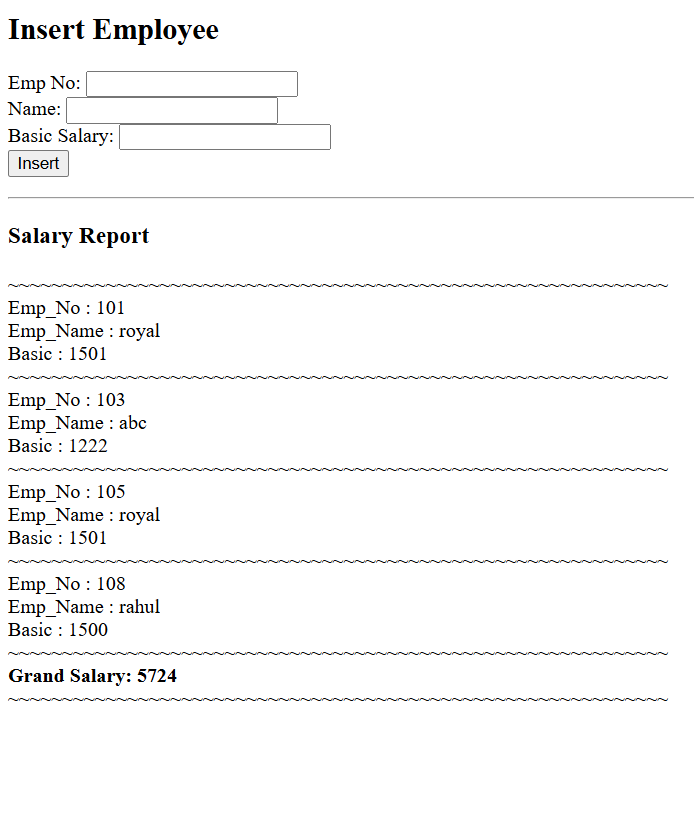 Insert Employee
Emp No:
Name:
Basic Salary:
Insert
Salary Report
~~~~~~~~~~~~~~~~~~~~~~~~~~~~~~~~~~~~~~~~~~~~~~~~~~~~~~~~~~~~~
Emp_No : 101
Emp_Name : royal
Basic : 1501
~~~~~~~~~~~~~~~~~~~~~~~~~~~~~~~~~~~~~~~~~~~~~~~~~~~~~~~~~~~~~
Emp_No : 103
Emp_Name : abc
Basic : 1222
~~~~~~~~~~~~~~~~~~~~~~~~~~~~~~~~~~~~~~~~~~~~~~~~~~~~~~~~~~~~~
Emp_No : 105
Emp_Name : royal
Basic : 1501
~~~~~~~~~~~~~~~~~~~~~~~~~~~~~~~~~~~~~~~~~~~~~~~~~~~~~~~~~~~~~
Emp_No : 108
Emp_Name : rahul
Basic : 1500
~~~~~~~~~~~~~~~~~~~~~~~~~~~~~~~~~~~~~~~~~~~~~~~~~~~~~~~~~~~~~
Grand Salary: 5724
~~~~~~~~~~~~~~~~~~~~~~~~~~~~~~~~~~~~~~~~~~~~~~~~~~~~~~~~~~~~~